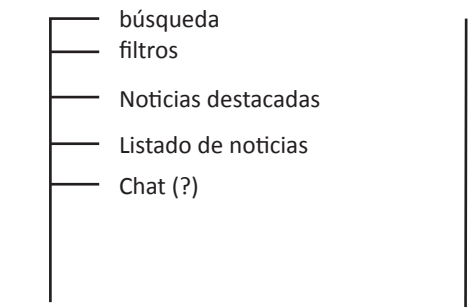 búsqueda
filtros
Noticias destacadas
Listado de noticias
Chat (?)